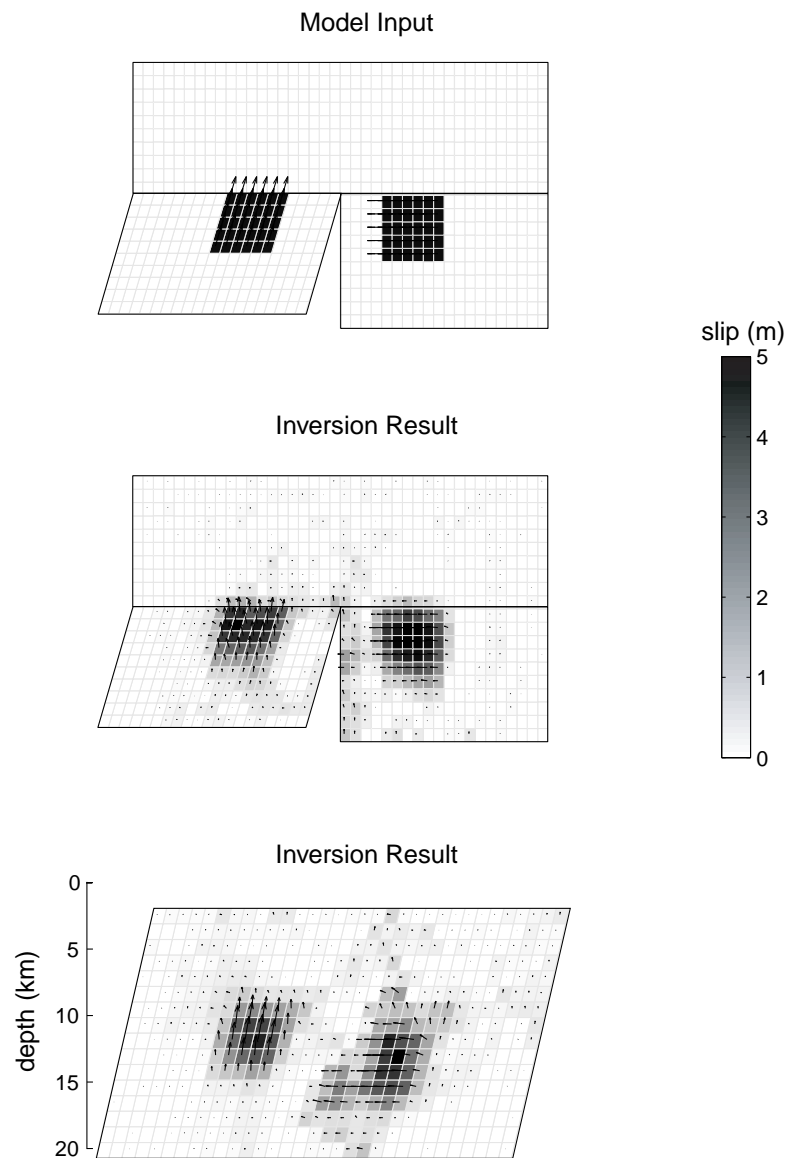 Model Input
slip (m)
5
4
3
2
1
0
Inversion Result
Inversion Result
depth (km)
0
5
10
15
20